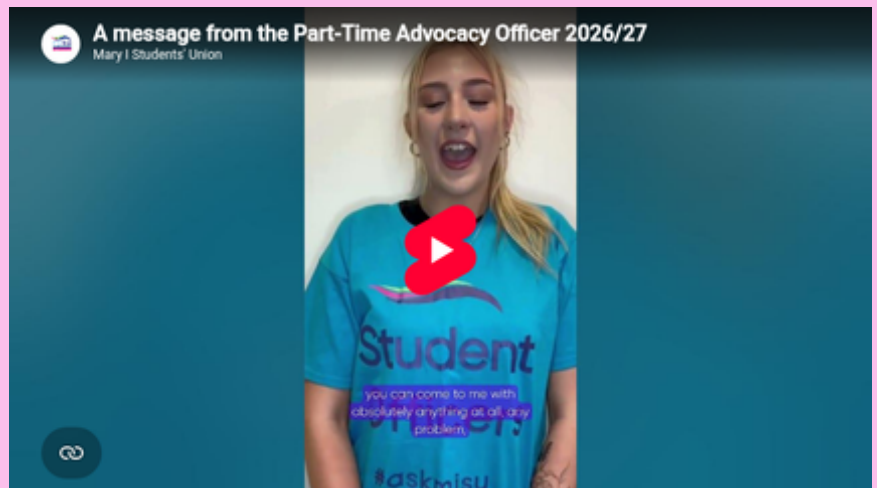 A message from the Part-Time Advocacy Officer 2026/27
Mary I Students' Union
Student
you can come to me with
absolutely anything at all, any
problem,
#askmisu